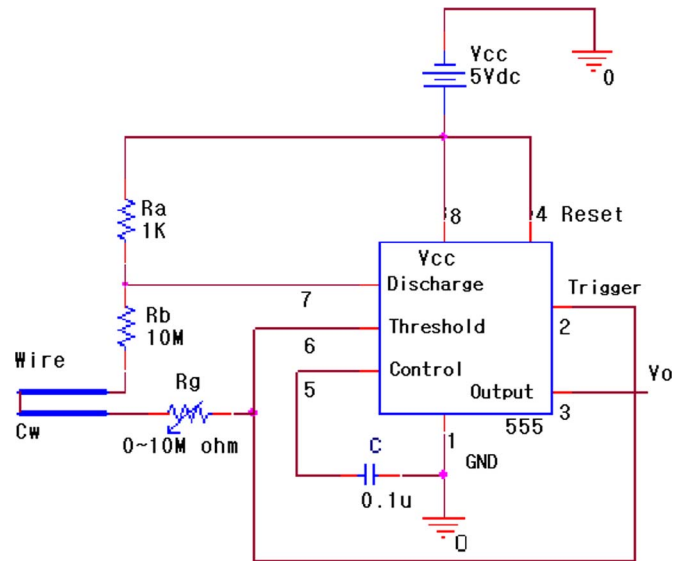 Vcc
5Vdc
0
Ra
1K
8
4
Reset
Vcc
Discharge
7
Trigger
2
Rb
10M
Threshold
6
Wire
Rg
Control
5
Vo
Output
3
Cw
0~10M ohm
555
C
1
GND
0.1u
0